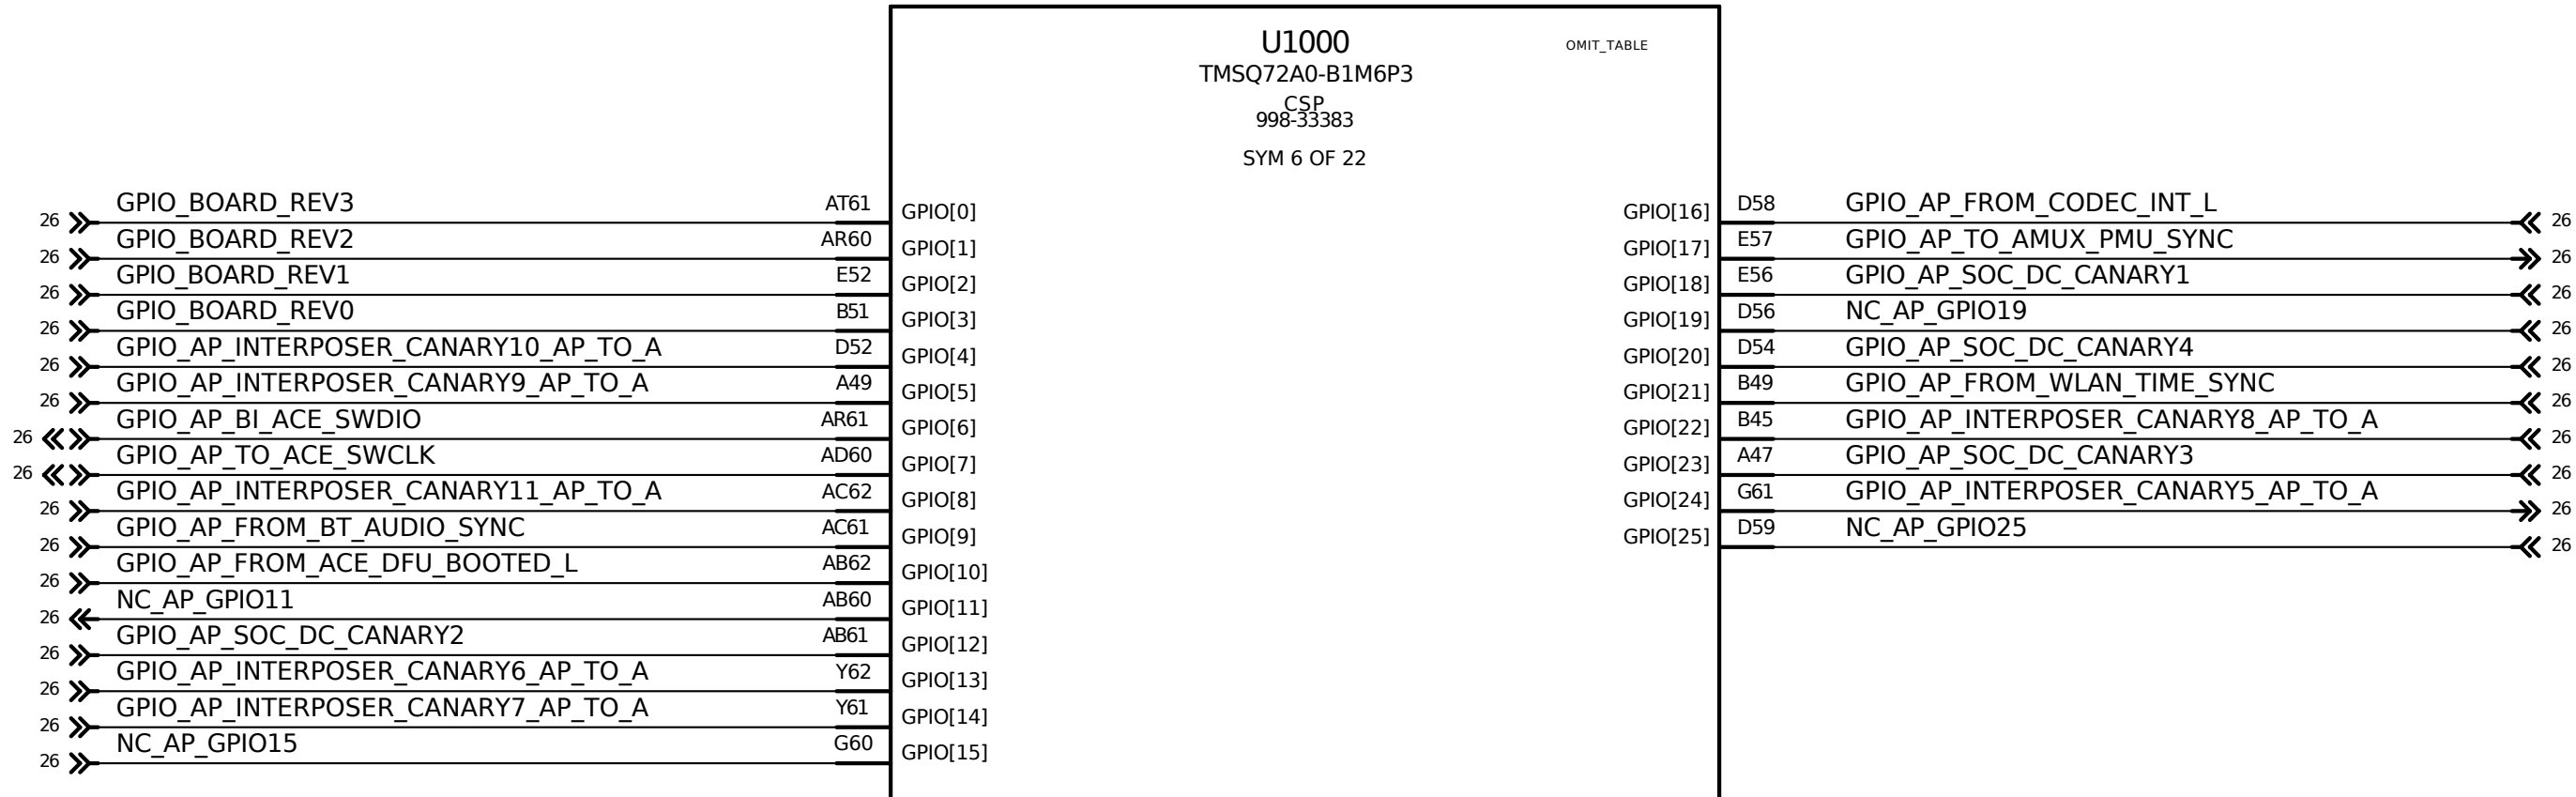 U1000
OMIT_TABLE
TMSQ72A0-B1M6P3
CSP
998-33383
SYM 6 OF 22
26 GPIO_BOARD_REV3 AT61 GPIO[0]
26 GPIO_BOARD_REV2 AR60 GPIO[1]
26 GPIO_BOARD_REV1 E52 GPIO[2]
26 GPIO_BOARD_REV0 B51 GPIO[3]
26 GPIO_AP_INTERPOSER_CANARY10_AP_TO_A D52 GPIO[4]
26 GPIO_AP_INTERPOSER_CANARY9_AP_TO_A A49 GPIO[5]
26 GPIO_AP_BI_ACE_SWDIO AR61 GPIO[6]
26 GPIO_AP_TO_ACE_SWCLK AD60 GPIO[7]
26 GPIO_AP_INTERPOSER_CANARY11_AP_TO_A AC62 GPIO[8]
26 GPIO_AP_FROM_BT_AUDIO_SYNC AC61 GPIO[9]
26 GPIO_AP_FROM_ACE_DFU_BOOTED_L AB62 GPIO[10]
26 NC_AP_GPIO11 AB60 GPIO[11]
26 GPIO_AP_SOC_DC_CANARY2 AB61 GPIO[12]
26 GPIO_AP_INTERPOSER_CANARY6_AP_TO_A Y62 GPIO[13]
26 GPIO_AP_INTERPOSER_CANARY7_AP_TO_A Y61 GPIO[14]
26 NC_AP_GPIO15 G60 GPIO[15]
GPIO[16] D58 GPIO_AP_FROM_CODEC_INT_L 26
GPIO[17] E57 GPIO_AP_TO_AMUX_PMU_SYNC 26
GPIO[18] E56 GPIO_AP_SOC_DC_CANARY1 26
GPIO[19] D56 NC_AP_GPIO19 26
GPIO[20] D54 GPIO_AP_SOC_DC_CANARY4 26
GPIO[21] B49 GPIO_AP_FROM_WLAN_TIME_SYNC 26
GPIO[22] B45 GPIO_AP_INTERPOSER_CANARY8_AP_TO_A 26
GPIO[23] A47 GPIO_AP_SOC_DC_CANARY3 26
GPIO[24] G61 GPIO_AP_INTERPOSER_CANARY5_AP_TO_A 26
GPIO[25] D59 NC_AP_GPIO25 26